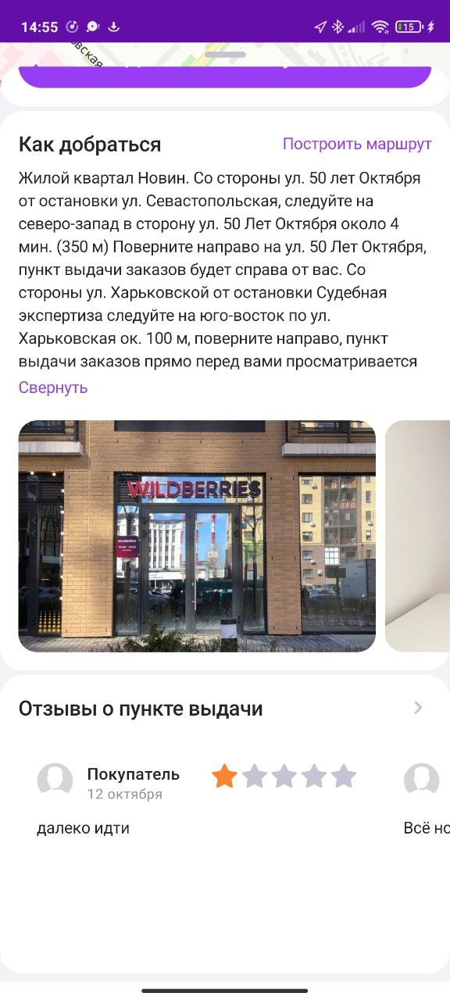 14:55
15
овская
Как добраться
Построить маршрут
Жилой квартал Новин. Со стороны ул. 50 лет Октября
от остановки ул. Севастопольская, следуйте на
северо-запад в сторону ул. 50 Лет Октября около 4
мин. (350 м) Поверните направо на ул. 50 Лет Октября,
пункт выдачи заказов будет справа от вас. Со
стороны ул. Харьковской от остановки Судебная
экспертиза следуйте на юго-восток по ул.
Харьковская ок. 100 м, поверните направо, пункт
выдачи заказов прямо перед вами просматривается
Свернуть
WILDBERRIES
WILDBERRIES
Отзывы о пункте выдачи
Покупатель
12 октября
далеко идти
Всё но